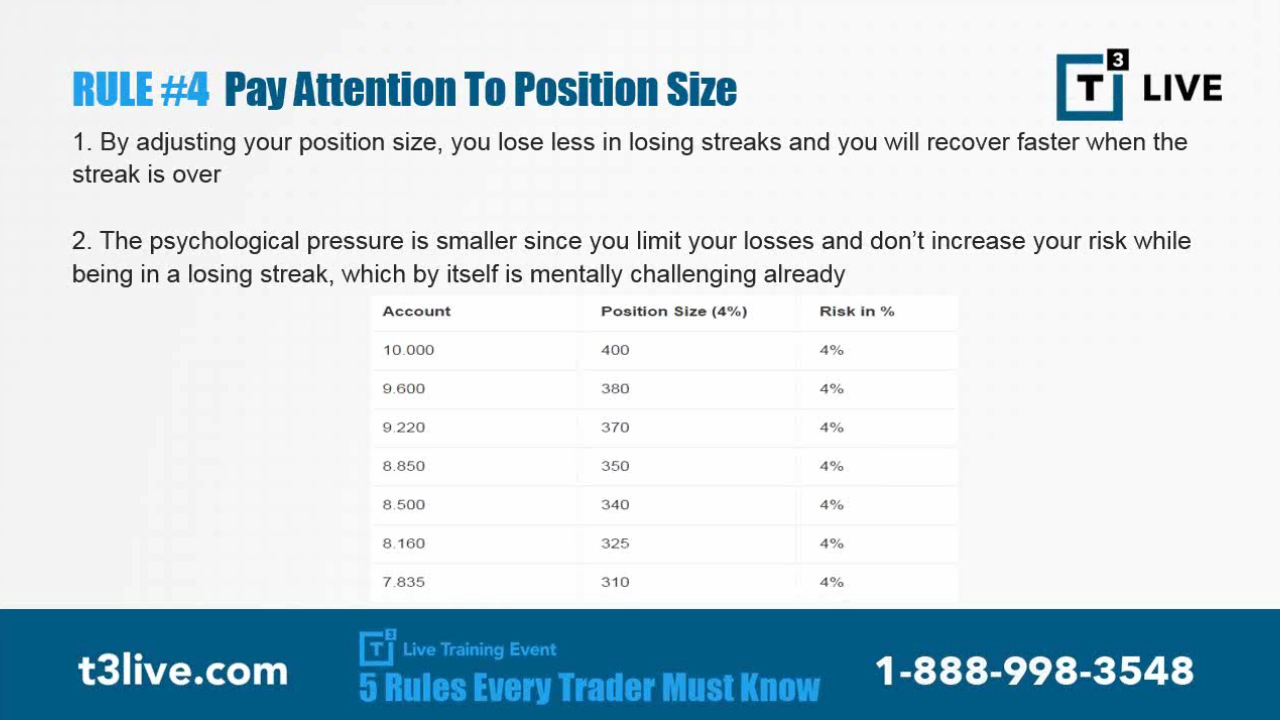 RULE #4 Pay Attention To Position Size
T3 LIVE
1. By adjusting your position size, you lose less in losing streaks and you will recover faster when the
streak is over
2. The psychological pressure is smaller since you limit your losses and don’t increase your risk while
being in a losing streak, which by itself is mentally challenging already
Account Position Size (4%) Risk in %
10.000 400 4%
9.600 380 4%
9.220 370 4%
8.850 350 4%
8.500 340 4%
8.160 325 4%
7.835 310 4%
t3live.com
T3 Live Training Event
5 Rules Every Trader Must Know
1-888-998-3548